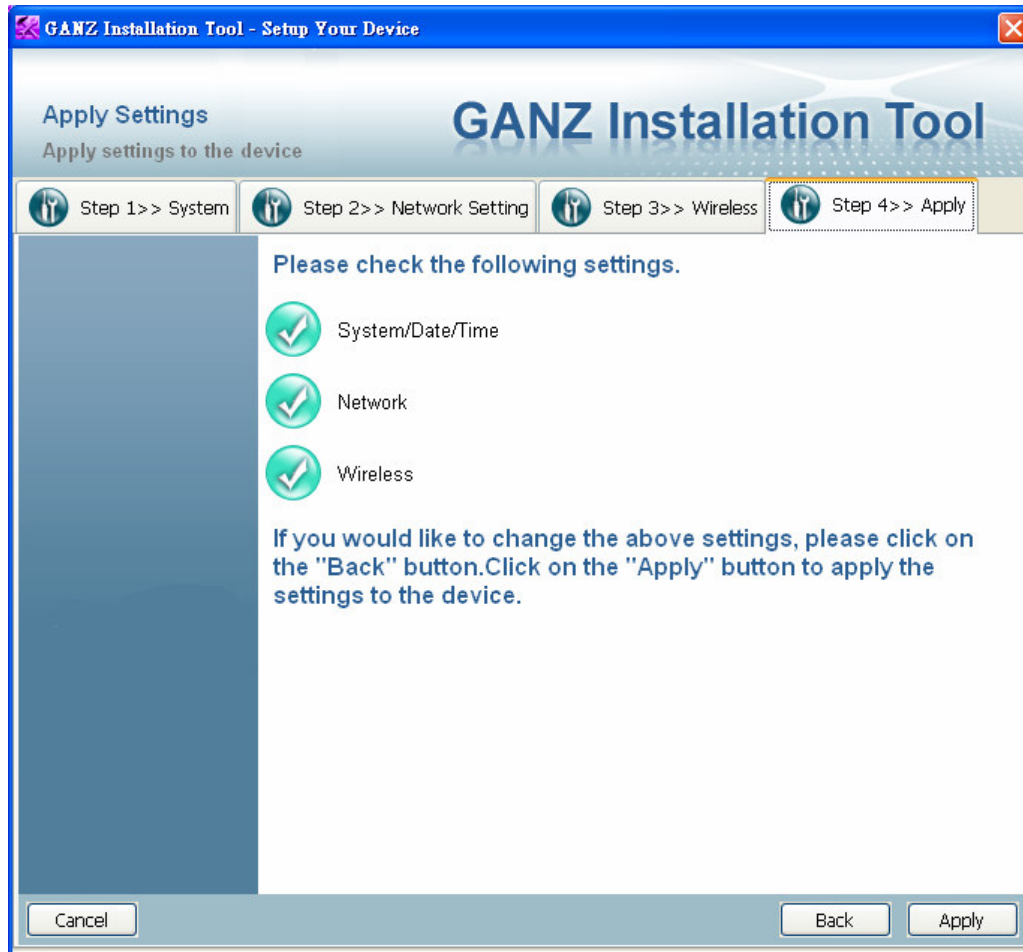 GANZ Installation Tool - Setup Your Device
Apply Settings
GANZ Installation Tool
Apply settings to the device
Step 1>> System
Step 2>> Network Setting
Step 3>> Wireless
Step 4>> Apply
Please check the following settings.
System/Date/Time
Network
Wireless
If you would like to change the above settings, please click on
the "Back" button.Click on the "Apply" button to apply the
settings to the device.
Cancel
Back
Apply